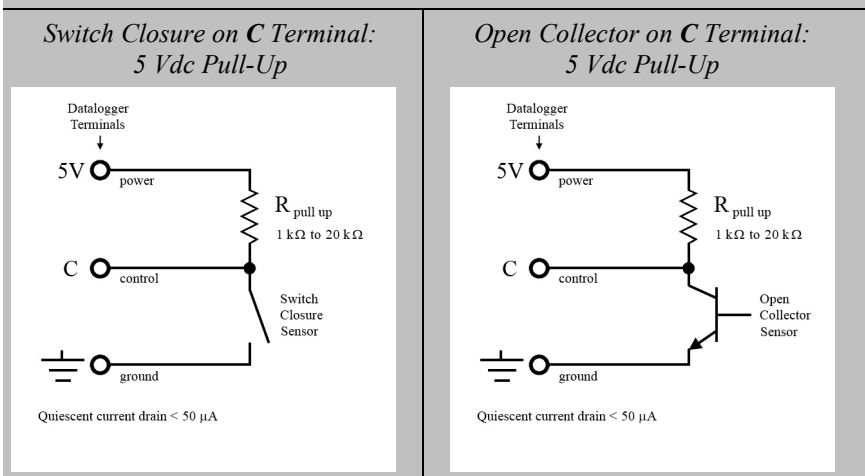 Switch Closure on C Terminal:
5 Vdc Pull-Up
Datalogger
Terminals
5V
power
R pull up
1 kΩ to 20 kΩ
C
control
Switch
Closure
Sensor
ground
Quiescent current drain < 50 µA
Open Collector on C Terminal:
5 Vdc Pull-Up
Datalogger
Terminals
5V
power
R pull up
1 kΩ to 20 kΩ
C
control
Open
Collector
Sensor
ground
Quiescent current drain < 50 µA